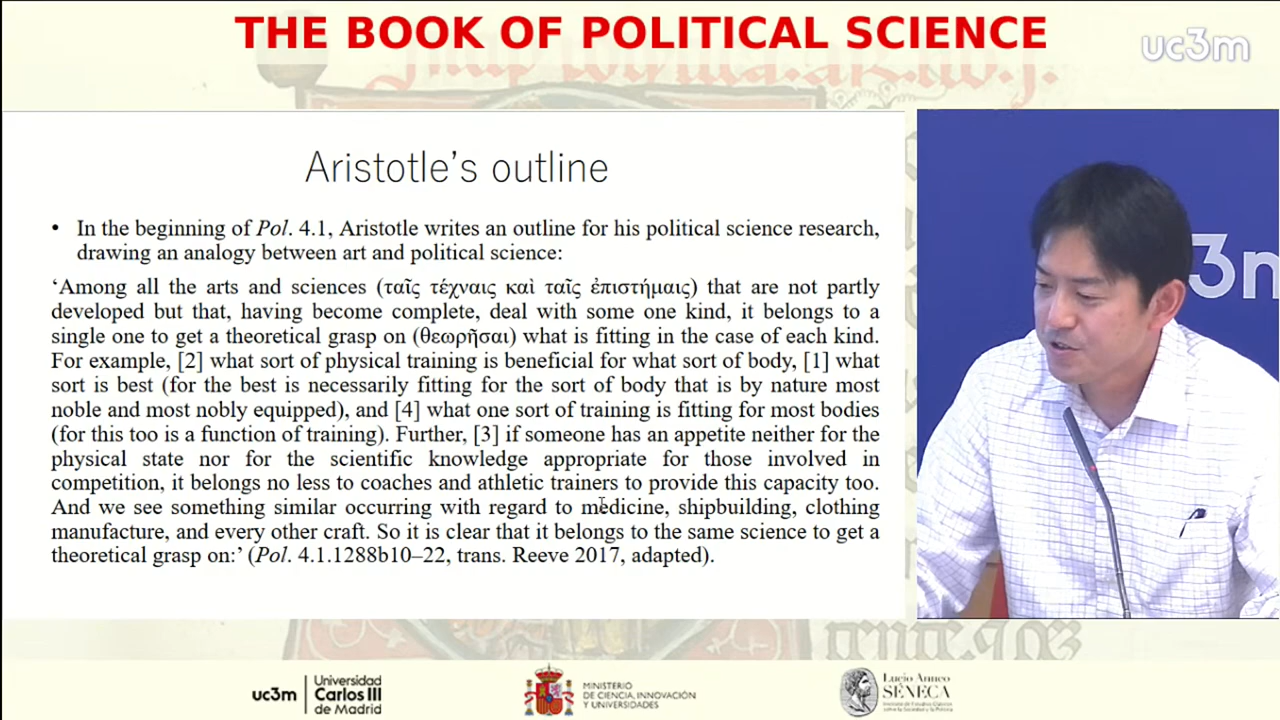 THE BOOK OF POLITICAL SCIENCE
uc3m
Aristotle's outline
• In the beginning of Pol. 4.1, Aristotle writes an outline for his political science research,
drawing an analogy between art and political science:
‘Among all the arts and sciences (ταῖς τέχναις καὶ ταῖς ἐπιστήμαις) that are not partly
developed but that, having become complete, deal with some one kind, it belongs to a
single one to get a theoretical grasp on (θεωρῆσαι) what is fitting in the case of each kind.
For example, [2] what sort of physical training is beneficial for what sort of body, [1] what
sort is best (for the best is necessarily fitting for the sort of body that is by nature most
noble and most nobly equipped), and [4] what one sort of training is fitting for most bodies
(for this too is a function of training). Further, [3] if someone has an appetite neither for the
physical state nor for the scientific knowledge appropriate for those involved in
competition, it belongs no less to coaches and athletic trainers to provide this capacity too.
And we see something similar occurring with regard to medicine, shipbuilding, clothing
manufacture, and every other craft. So it is clear that it belongs to the same science to get a
theoretical grasp on:’ (Pol. 4.1.1288b10–22, trans. Reeve 2017, adapted).
3m
uc3m
Universidad
Carlos III
de Madrid
MINISTERIO
DE CIENCIA, INNOVACIÓN
Y UNIVERSIDADES
Lucio Anneo
SÉNECA